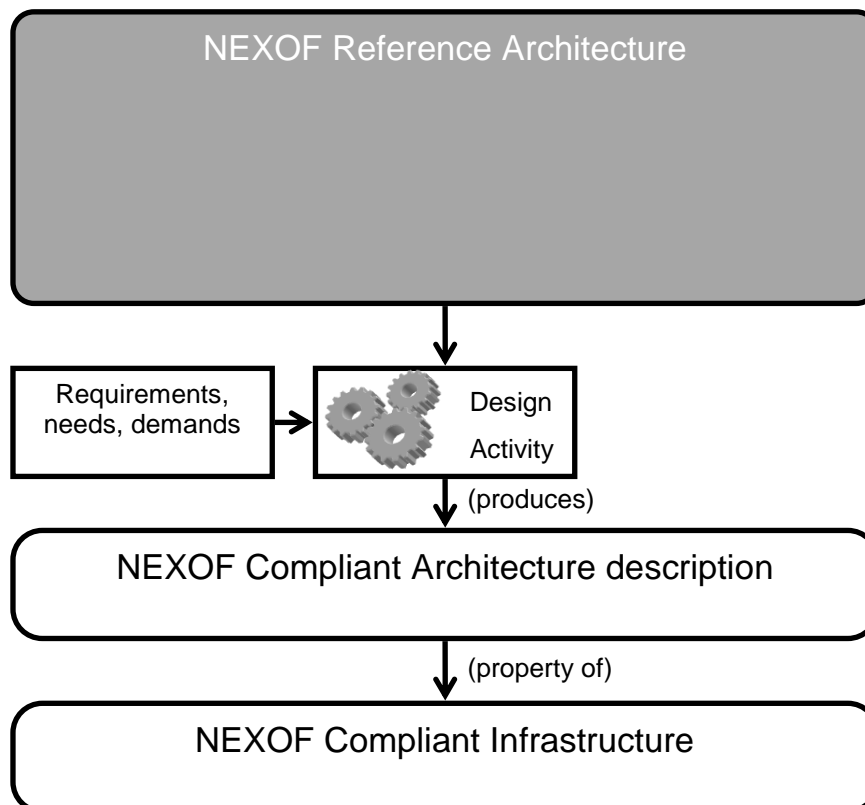 NEXOF Reference Architecture
Requirements,
needs, demands
Design
Activity
(produces)
NEXOF Compliant Architecture description
(property of)
NEXOF Compliant Infrastructure